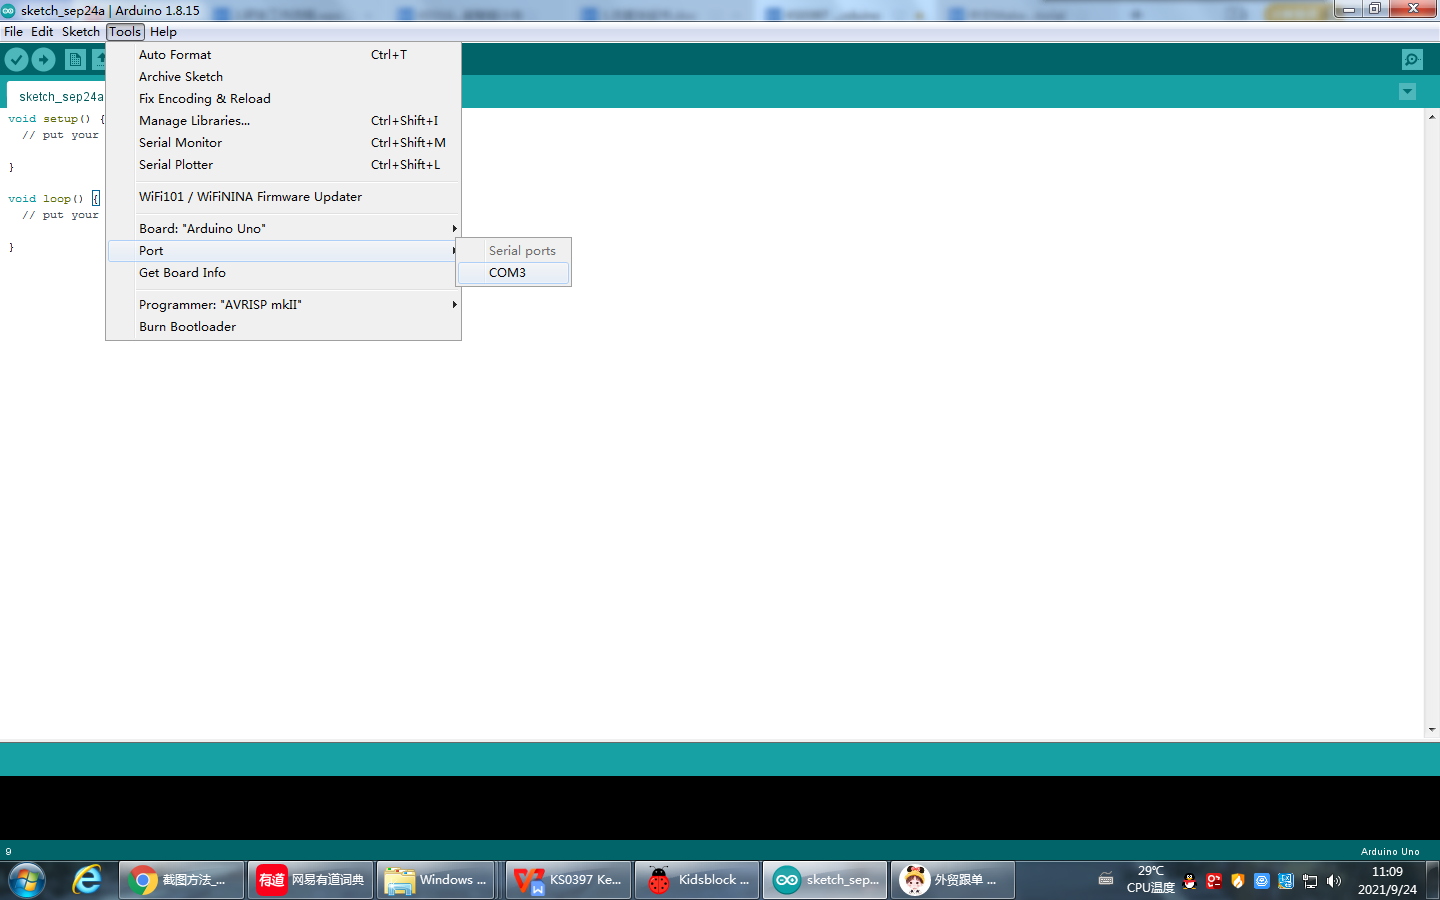 sketch_sep24a | Arduino 1.8.15
File Edit Sketch Tools Help
Auto Format Ctrl+T
Archive Sketch
Fix Encoding & Reload
Manage Libraries... Ctrl+Shift+I
Serial Monitor Ctrl+Shift+M
Serial Plotter Ctrl+Shift+L
WiFi101 / WiFiNINA Firmware Updater
Board: "Arduino Uno"
Port
Get Board Info
Programmer: "AVRISP mkII"
Burn Bootloader
Serial ports
COM3
sketch_sep24a
void setup() {
// put your
}
void loop() {
// put your
}
9
Arduino Uno
截图方法_...
有道
网易有道词典
Windows ...
KS0397 Ke...
Kidsblock ...
sketch_sep...
外贸跟单 ...
29℃
CPU温度
11:09
2021/9/24